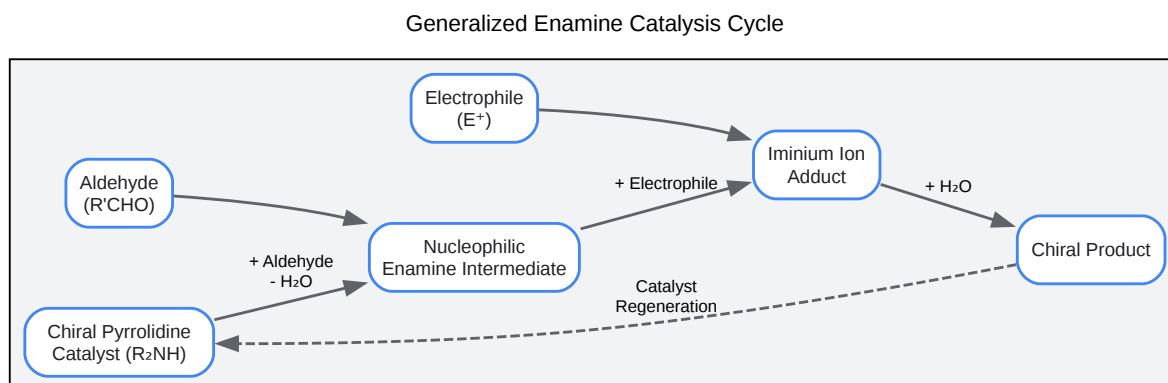 Generalized Enamine Catalysis Cycle
Electrophile
(E⁺)
Iminium Ion
Adduct
Aldehyde
(R'CHO)
+ Electrophile
+ H₂O
Nucleophilic
Enamine Intermediate
Chiral Product
+ Aldehyde
- H₂O
Catalyst
Regeneration
Chiral Pyrrolidine
Catalyst (R₂NH)